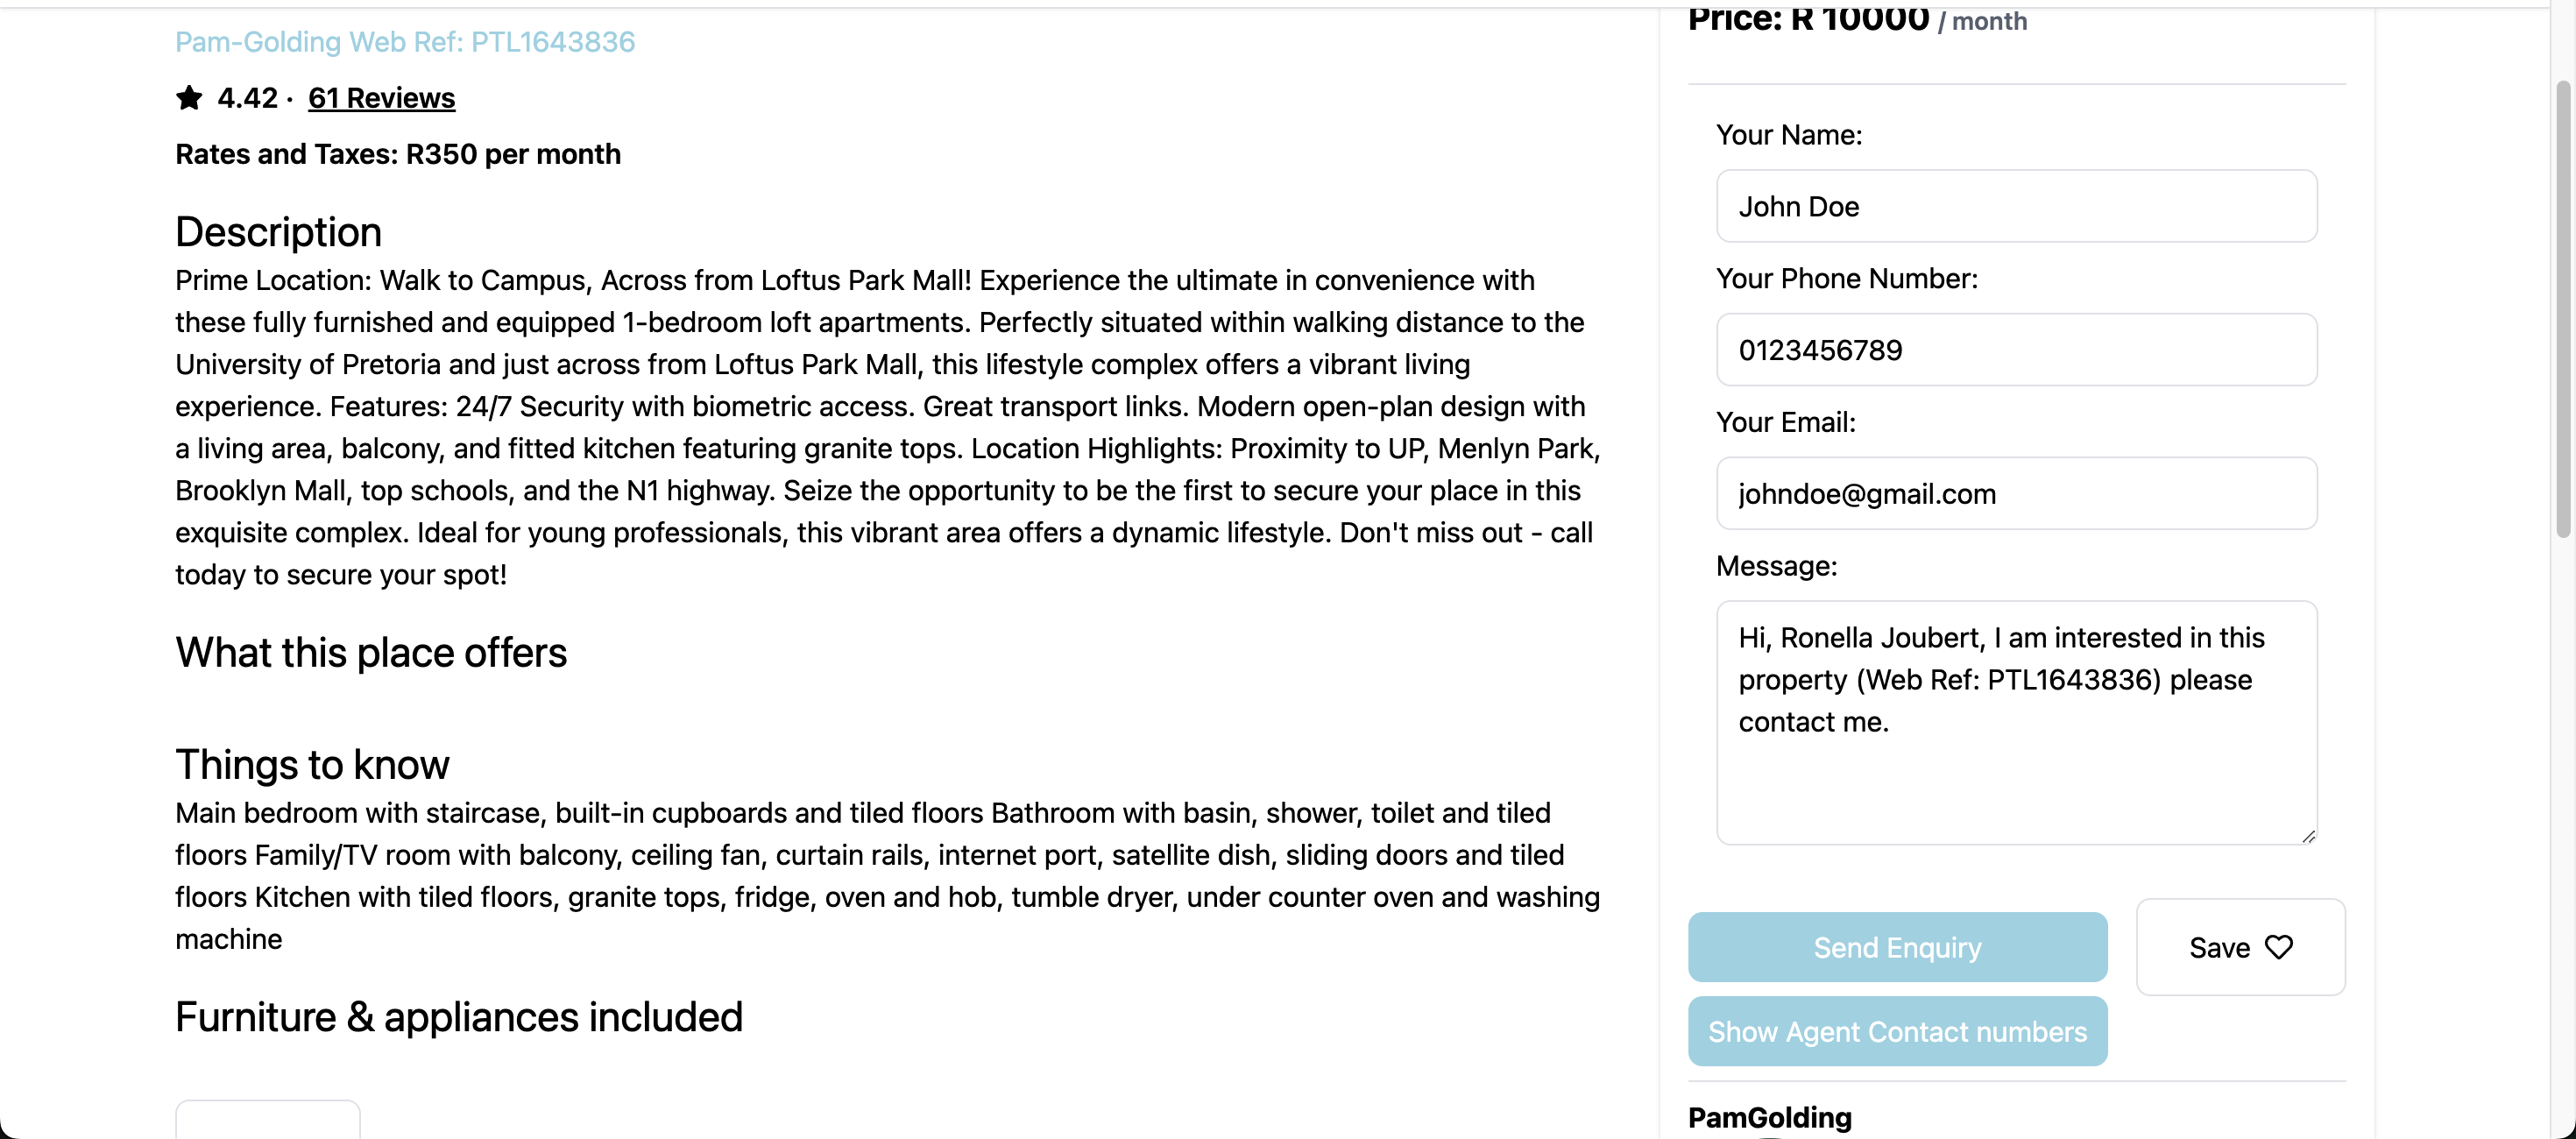 Pam-Golding Web Ref: PTL1643836
4.42 · 61 Reviews
Rates and Taxes: R350 per month
Description
Prime Location: Walk to Campus, Across from Loftus Park Mall! Experience the ultimate in convenience with
these fully furnished and equipped 1-bedroom loft apartments. Perfectly situated within walking distance to the
University of Pretoria and just across from Loftus Park Mall, this lifestyle complex offers a vibrant living
experience. Features: 24/7 Security with biometric access. Great transport links. Modern open-plan design with
a living area, balcony, and fitted kitchen featuring granite tops. Location Highlights: Proximity to UP, Menlyn Park,
Brooklyn Mall, top schools, and the N1 highway. Seize the opportunity to be the first to secure your place in this
exquisite complex. Ideal for young professionals, this vibrant area offers a dynamic lifestyle. Don't miss out - call
today to secure your spot!
What this place offers
Things to know
Main bedroom with staircase, built-in cupboards and tiled floors Bathroom with basin, shower, toilet and tiled
floors Family/TV room with balcony, ceiling fan, curtain rails, internet port, satellite dish, sliding doors and tiled
floors Kitchen with tiled floors, granite tops, fridge, oven and hob, tumble dryer, under counter oven and washing
machine
Furniture & appliances included
Price: R 10000 / month
Your Name:
John Doe
Your Phone Number:
0123456789
Your Email:
johndoe@gmail.com
Message:
Hi, Ronella Joubert, I am interested in this
property (Web Ref: PTL1643836) please
contact me.
Send Enquiry
Save
Show Agent Contact numbers
PamGolding